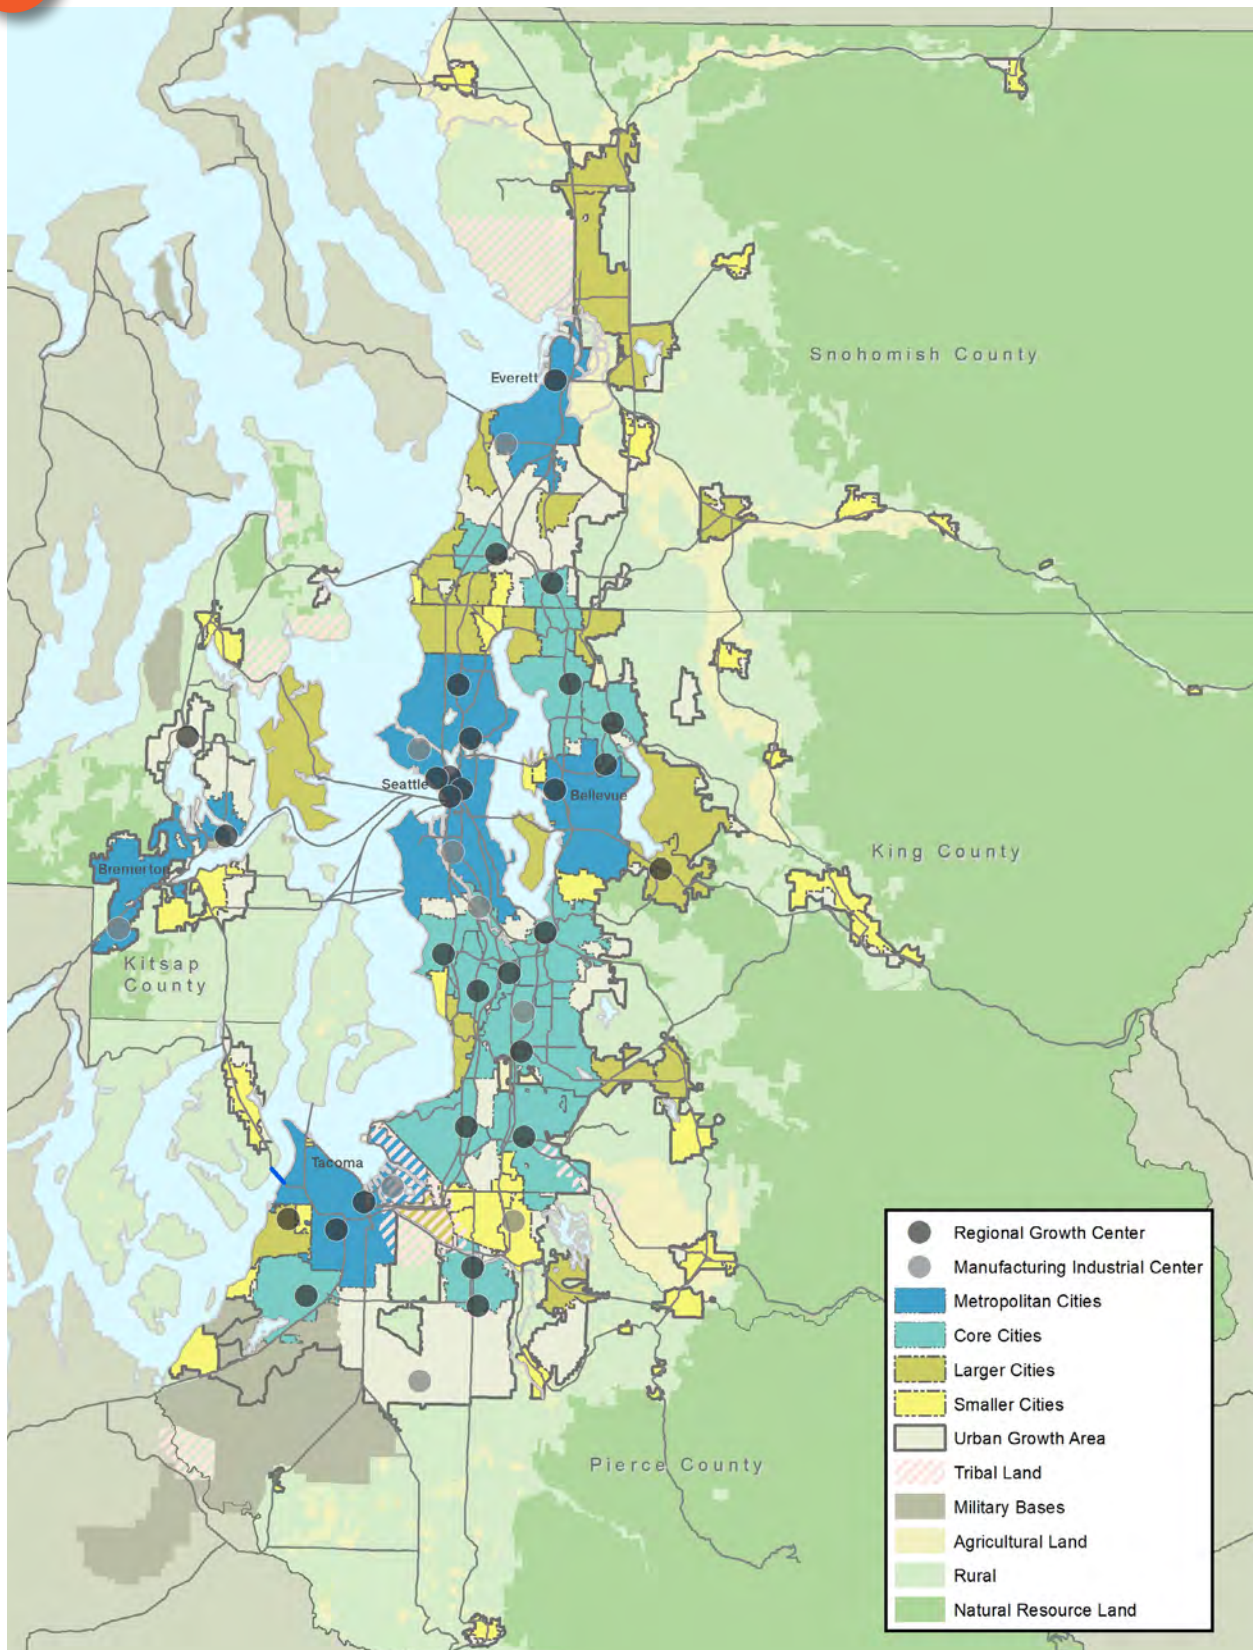 Snohomish County
Everett
Seattle
Bellevue
King County
Bremerton
Kitsap
County
Tacoma
Pierce County
Regional Growth Center
Manufacturing Industrial Center
Metropolitan Cities
Core Cities
Larger Cities
Smaller Cities
Urban Growth Area
Tribal Land
Military Bases
Agricultural Land
Rural
Natural Resource Land